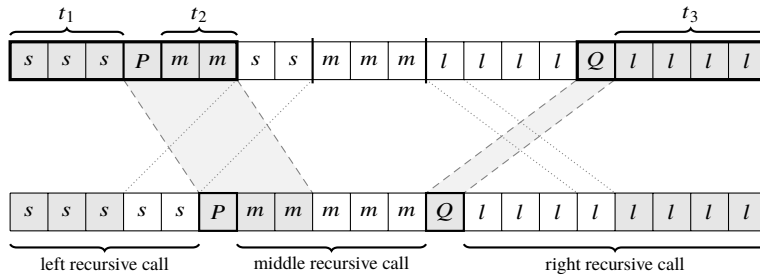 t₁ t₂ t₃
s s s P m m s s m m m l l l l Q l l l l
s s s s s P m m m m m Q l l l l l l l l
left recursive call middle recursive call right recursive call